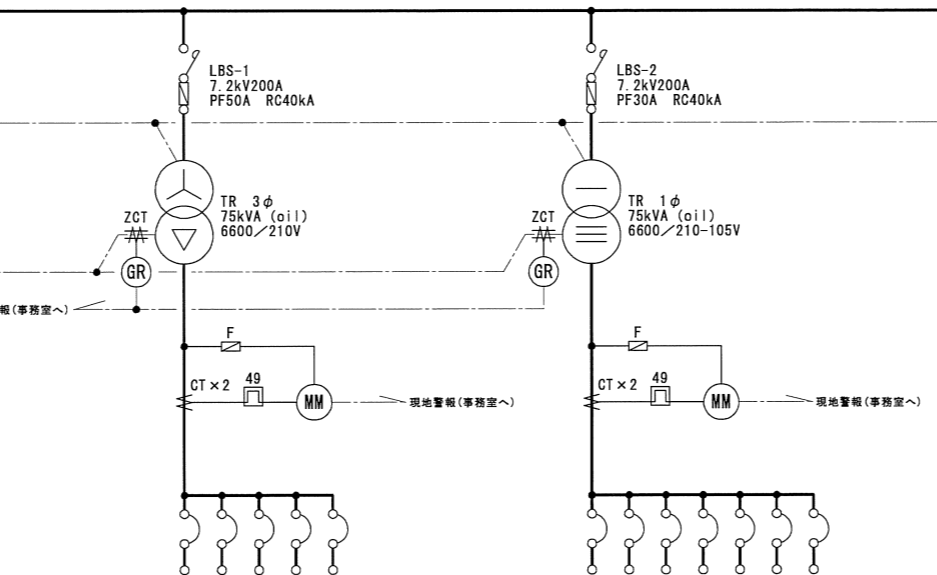 LBS-1
7.2kV200A
PF50A RC40kA
LBS-2
7.2kV200A
PF30A RC40kA
TR 3φ
75kVA (oil)
6600/210V
ZCT
GR
TR 1φ
75kVA (oil)
6600/210-105V
ZCT
GR
報(事務室へ)
F
CT×2
49
MM
現地警報(事務室へ)
F
CT×2
49
MM
現地警報(事務室へ)